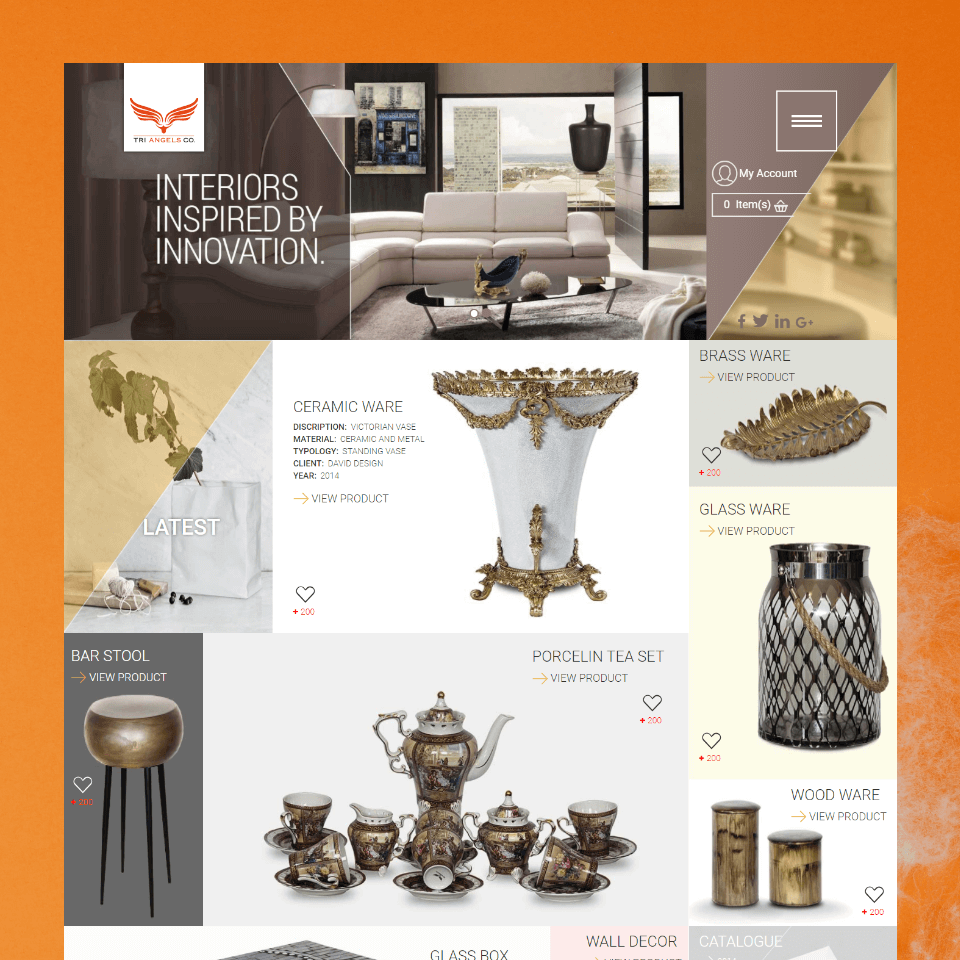 TRI ANGELS CO.
INTERIORS
INSPIRED BY
INNOVATION.
My Account
0 Item(s)
G+
LATEST
CERAMIC WARE
DISCRIPTION: VICTORIAN VASE
MATERIAL: CERAMIC AND METAL
TYPOLOGY: STANDING VASE
CLIENT: DAVID DESIGN
YEAR: 2014
VIEW PRODUCT
+ 200
BRASS WARE
VIEW PRODUCT
+ 200
GLASS WARE
VIEW PRODUCT
+ 200
BAR STOOL
VIEW PRODUCT
+ 200
PORCELIN TEA SET
VIEW PRODUCT
+ 200
WOOD WARE
VIEW PRODUCT
+ 200
GLASS BOX
WALL DECOR
VIEW PRODUCT
CATALOGUE